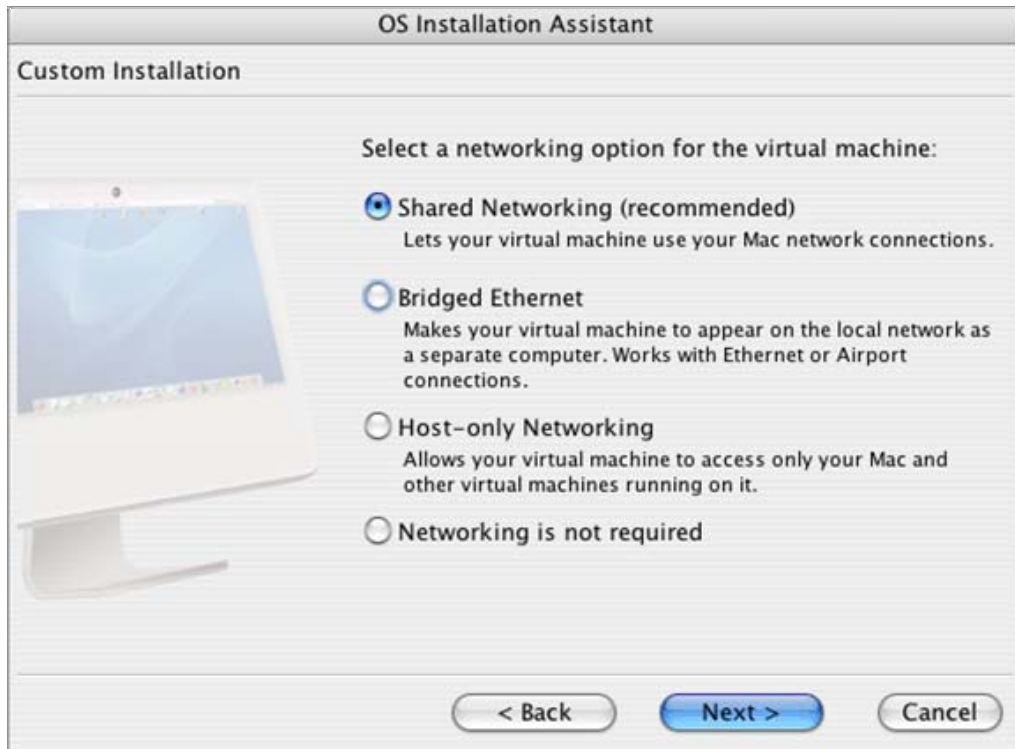 OS Installation Assistant
Custom Installation
Select a networking option for the virtual machine:
Shared Networking (recommended)
Lets your virtual machine use your Mac network connections.
Bridged Ethernet
Makes your virtual machine to appear on the local network as
a separate computer. Works with Ethernet or Airport
connections.
Host-only Networking
Allows your virtual machine to access only your Mac and
other virtual machines running on it.
Networking is not required
< Back
Next >
Cancel